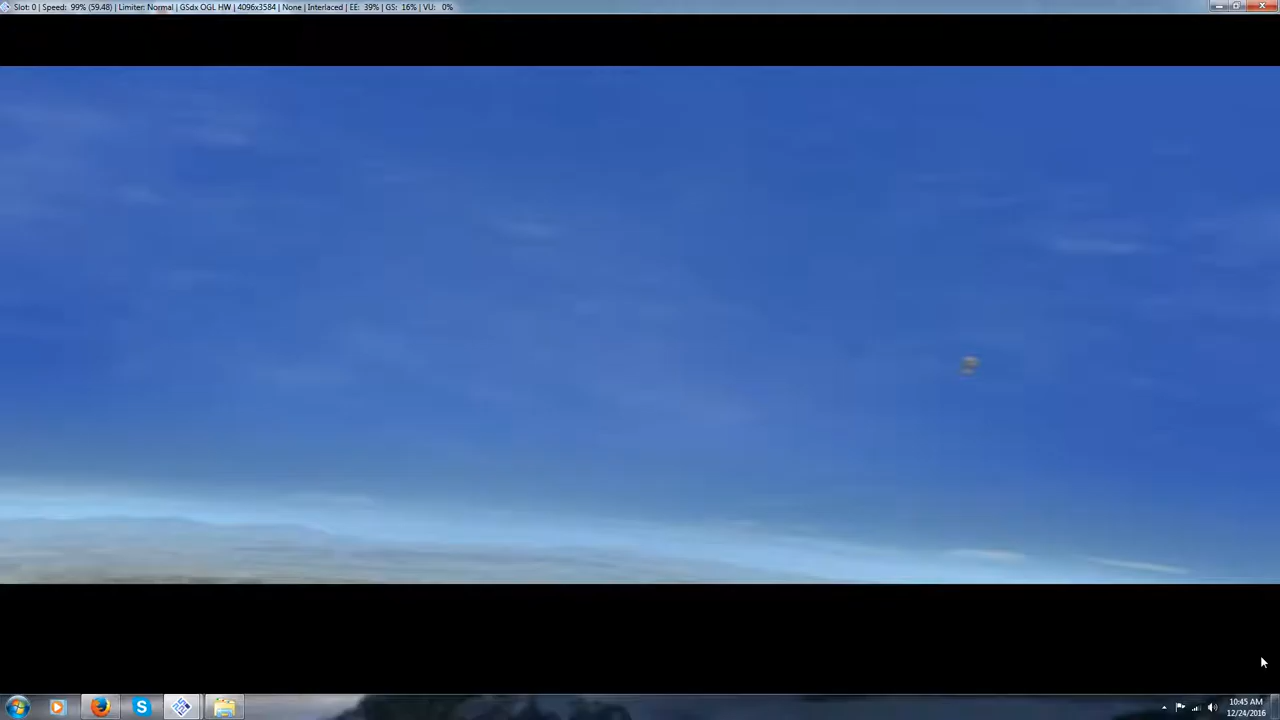 Slot: 0 | Speed: 99% (59.48) | Limiter: Normal | GSdx OGL HW | 4096x3584 | None | Interlaced | EE: 39% | GS: 16% | VU: 0%
10:45 AM
12/24/2016